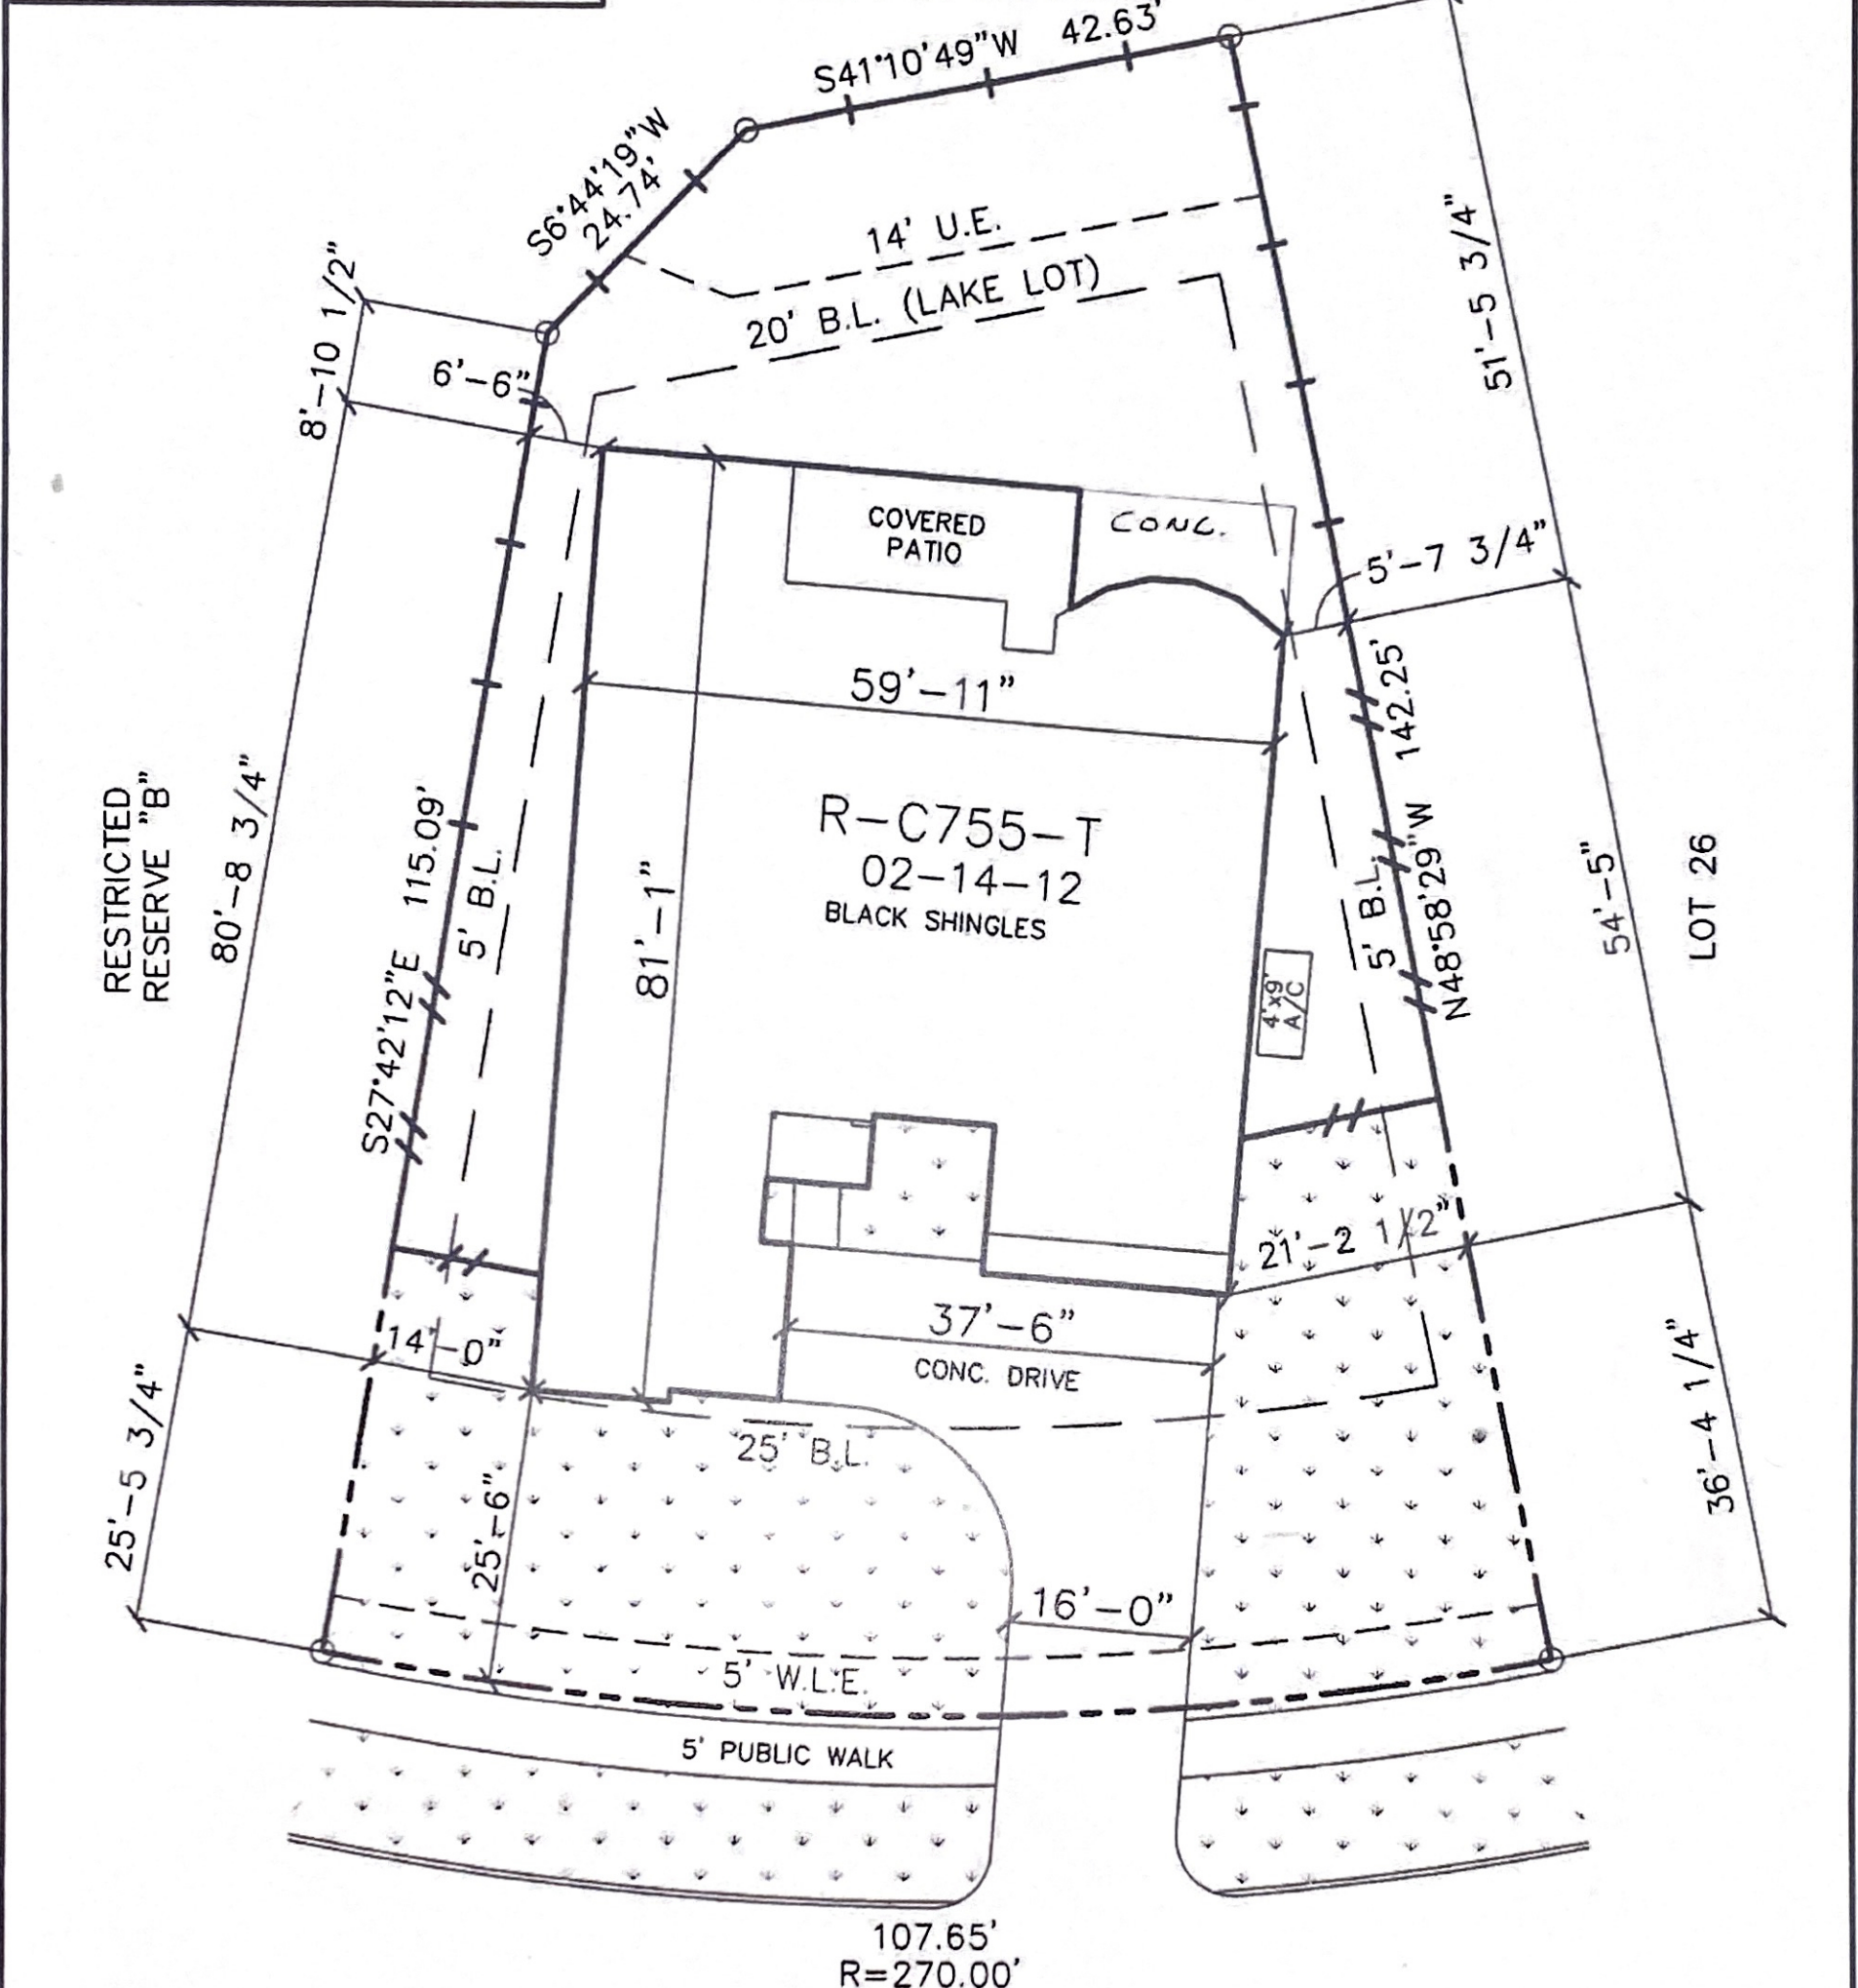 S41°10'49"W 42.63'
S6°44'19"W
24.74'
14' U.E.
20' B.L. (LAKE LOT)
8'-10 1/2"
6'-6"
51'-5 3/4"
COVERED
PATIO
CONC.
5'-7 3/4"
59'-11"
142.25'
N48°58'29"W
R-C755-T
02-14-12
BLACK SHINGLES
RESTRICTED
RESERVE "B"
80'-8 3/4"
S27°42'12"E 115.09'
5' B.L.
81'-1"
4'x9'
A/C
5' B.L.
54'-5"
LOT 26
21'-2 1/2"
14'-0"
37'-6"
CONC. DRIVE
25' B.L.
25'-5 3/4"
25'-6"
36'-4 1/4"
16'-0"
5' W.L.E.
5' PUBLIC WALK
107.65'
R=270.00'